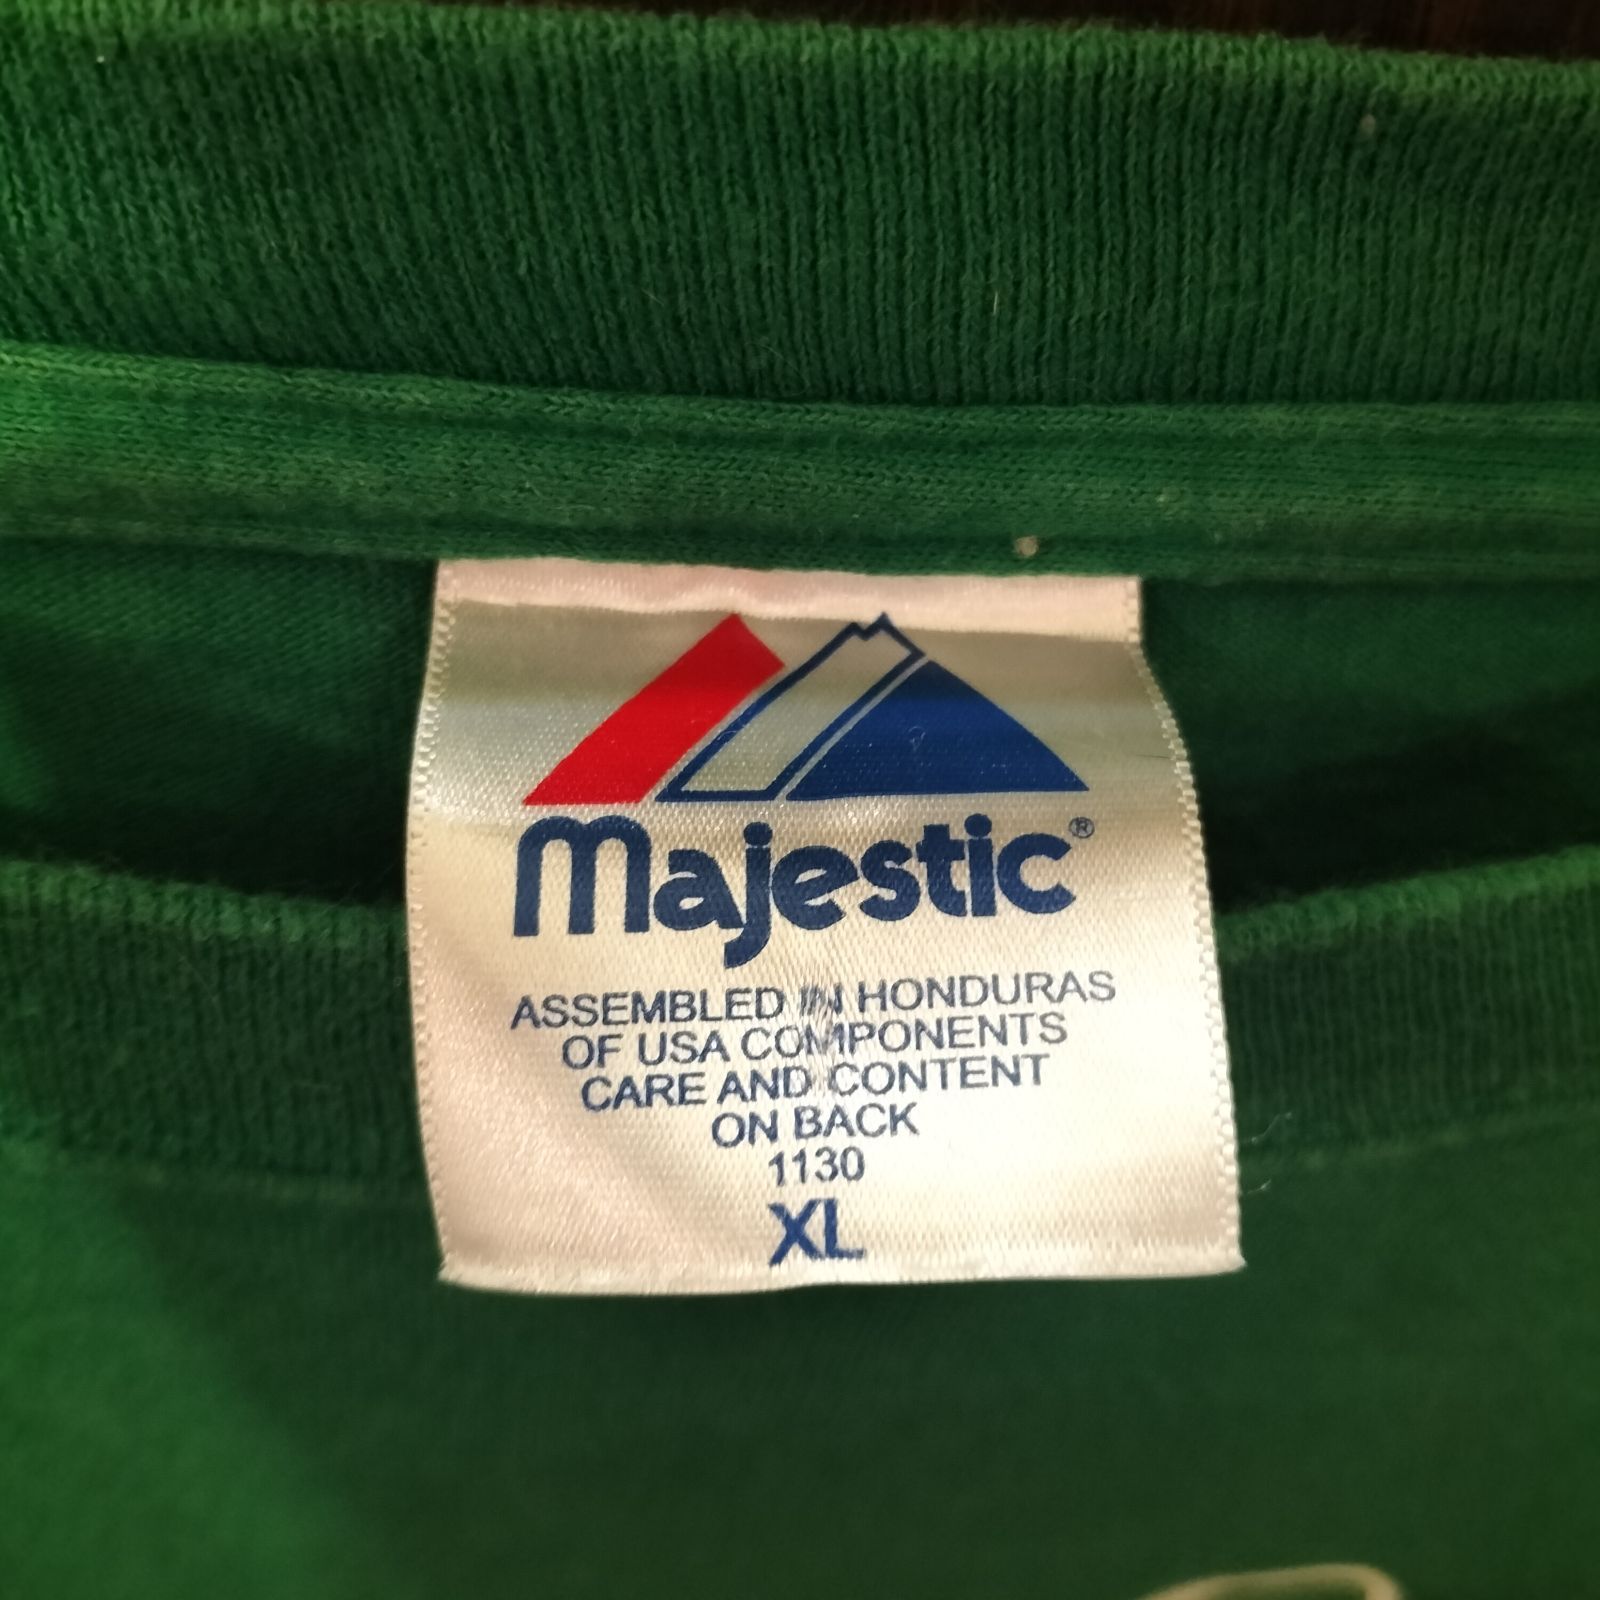 Majestic®
ASSEMBLED IN HONDURAS
OF USA COMPONENTS
CARE AND CONTENT
ON BACK
1130
XL